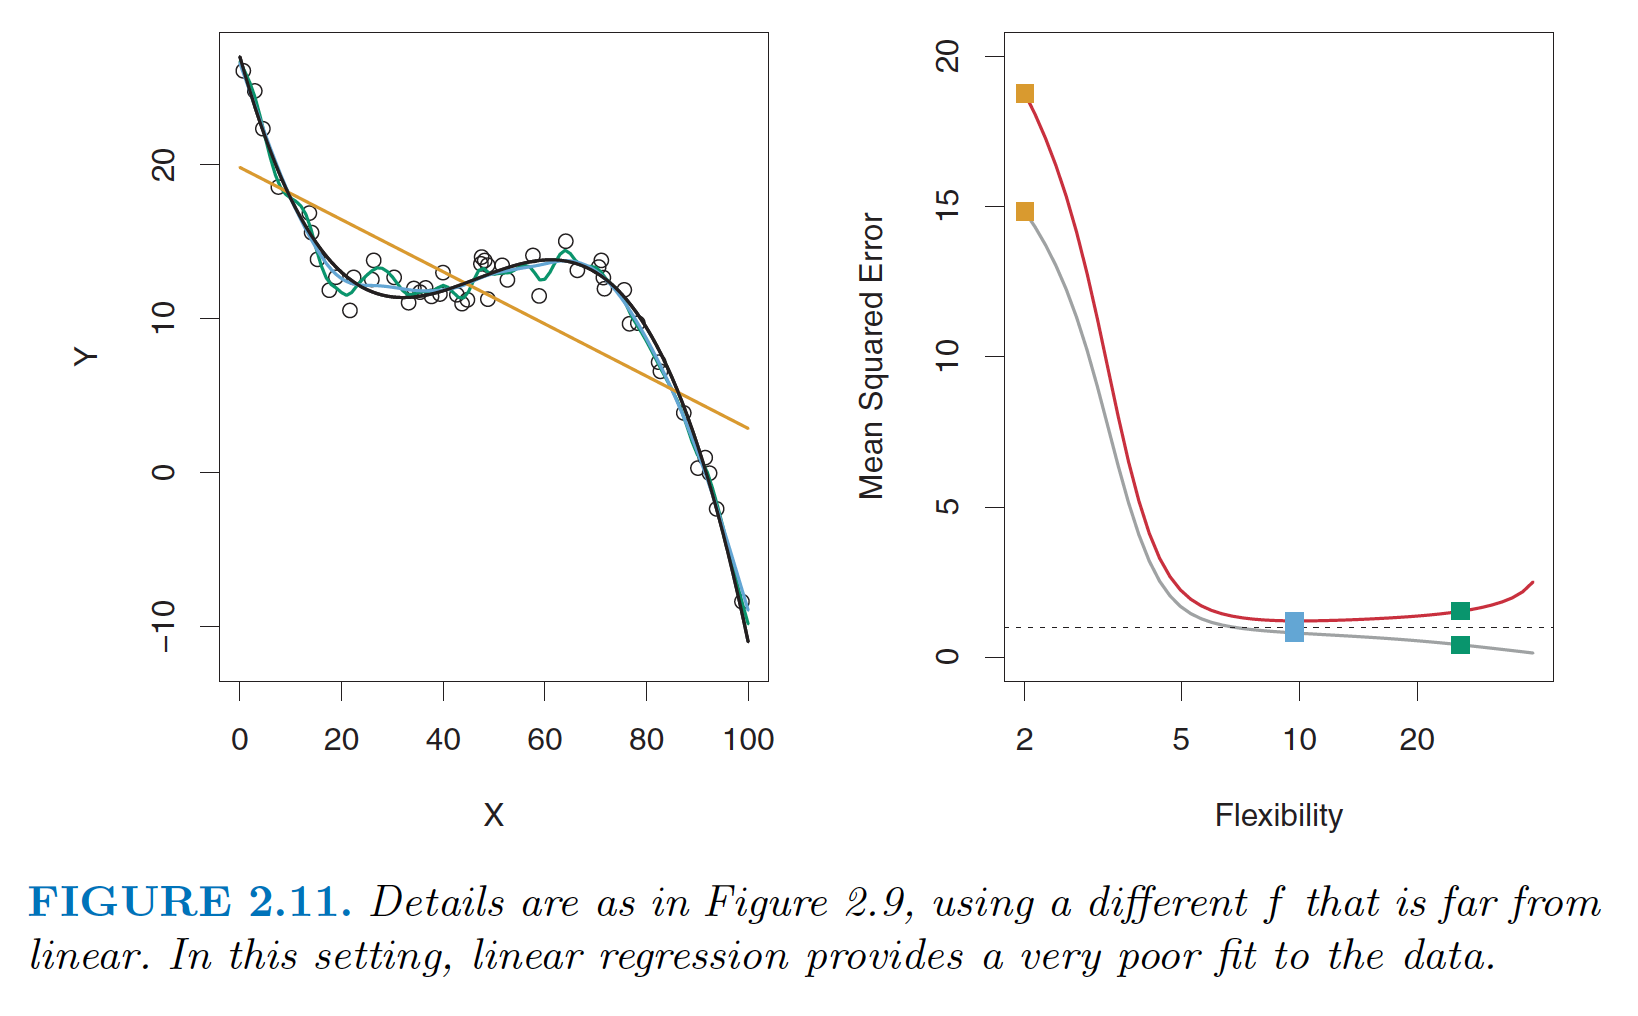 Y
20
10
0
−10
0 20 40 60 80 100
X
Mean Squared Error
20
15
10
5
0
2 5 10 20
Flexibility
FIGURE 2.11. Details are as in Figure 2.9, using a different f that is far from
linear. In this setting, linear regression provides a very poor fit to the data.